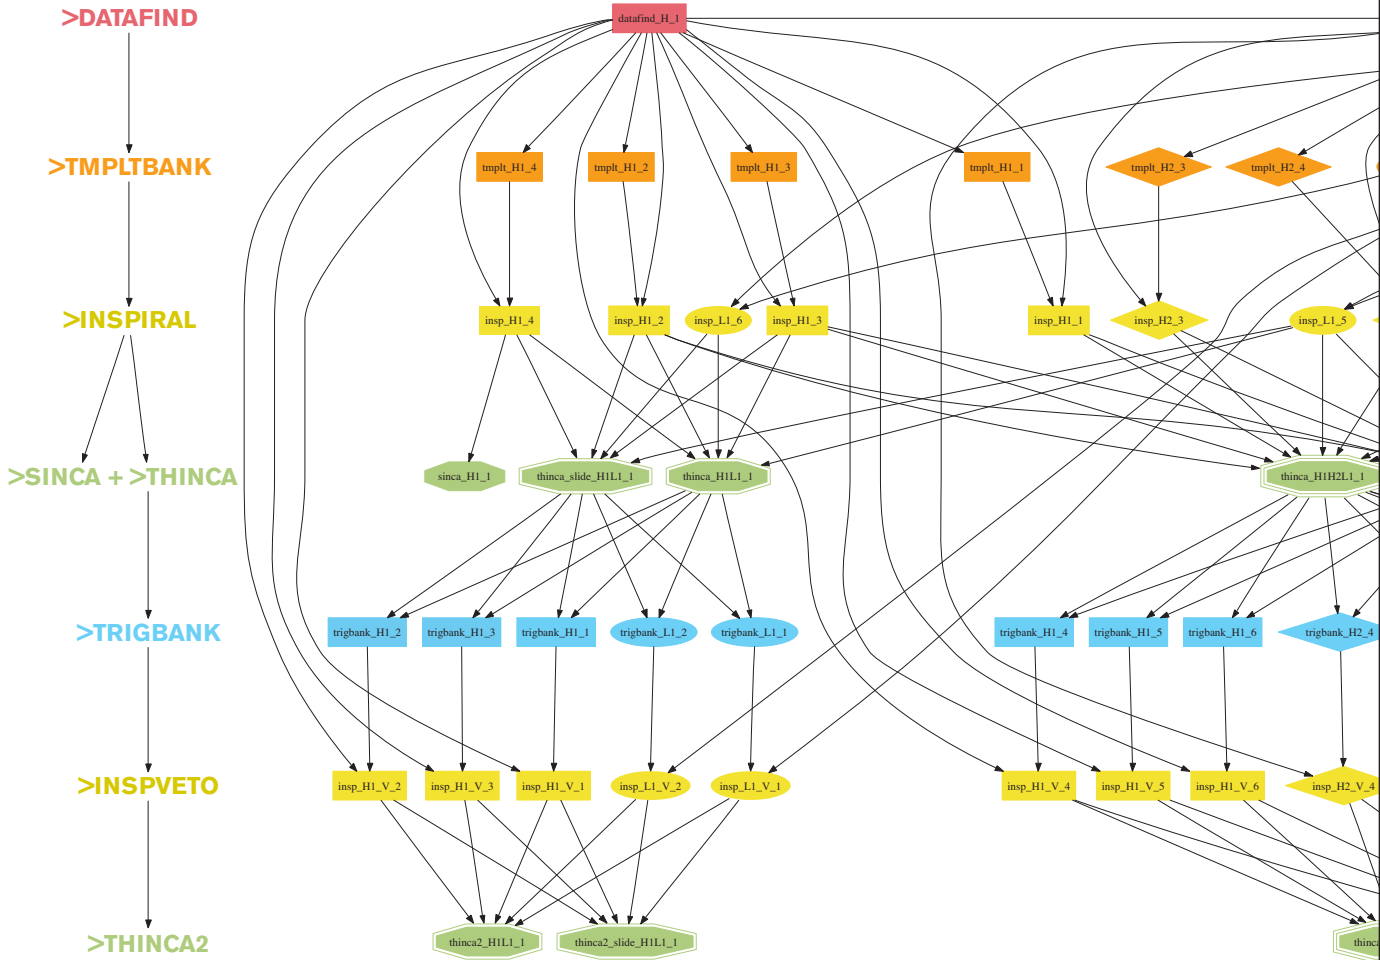 >DATAFIND
datafind_H_1
>TMPLTBANK
tmplt_H1_4
tmplt_H1_2
tmplt_H1_3
tmplt_H1_1
tmplt_H2_3
tmplt_H2_4
>INSPIRAL
insp_H1_4
insp_H1_2
insp_L1_6
insp_H1_3
insp_H1_1
insp_H2_3
insp_L1_5
>SINCA + >THINCA
sinca_H1_1
thinca_slide_H1L1_1
thinca_H1L1_1
thinca_H1H2L1_1
>TRIGBANK
trigbank_H1_2
trigbank_H1_3
trigbank_H1_1
trigbank_L1_2
trigbank_L1_1
trigbank_H1_4
trigbank_H1_5
trigbank_H1_6
trigbank_H2_4
>INSPVETO
insp_H1_V_2
insp_H1_V_3
insp_H1_V_1
insp_L1_V_2
insp_L1_V_1
insp_H1_V_4
insp_H1_V_5
insp_H1_V_6
insp_H2_V_4
>THINCA2
thinca2_H1L1_1
thinca2_slide_H1L1_1
thinca